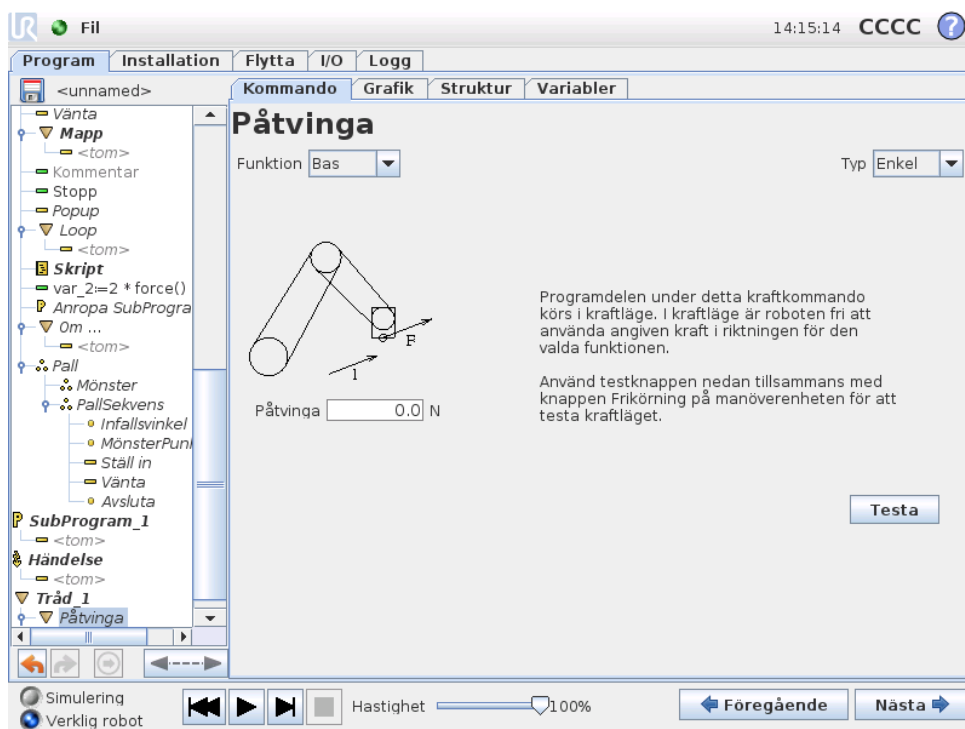 UR Fil 14:15:14 CCCC ?
Program Installation Flytta I/O Logg
<unnamed>
Kommando Grafik Struktur Variabler
Vänta
Mapp
<tom>
Kommentar
Stopp
Popup
Loop
<tom>
Skript
var_2:=2 * force()
P Anropa SubProgra
Om ...
<tom>
Pall
Mönster
PallSekvens
Infallsvinkel
MönsterPun
Ställ in
Vänta
Avsluta
P SubProgram_1
<tom>
Händelse
<tom>
Tråd_1
Påtvinga
Påtvinga
Funktion Bas
Typ Enkel
F
1
Påtvinga 0.0 N
Programdelen under detta kraftkommando
körs i kraftläge. I kraftläge är roboten fri att
använda angiven kraft i riktningen för den
valda funktionen.
Använd testknappen nedan tillsammans med
knappen Frikörning på manöverenheten för att
testa kraftläget.
Testa
Simulering
Verklig robot
Hastighet 100%
Föregående
Nästa